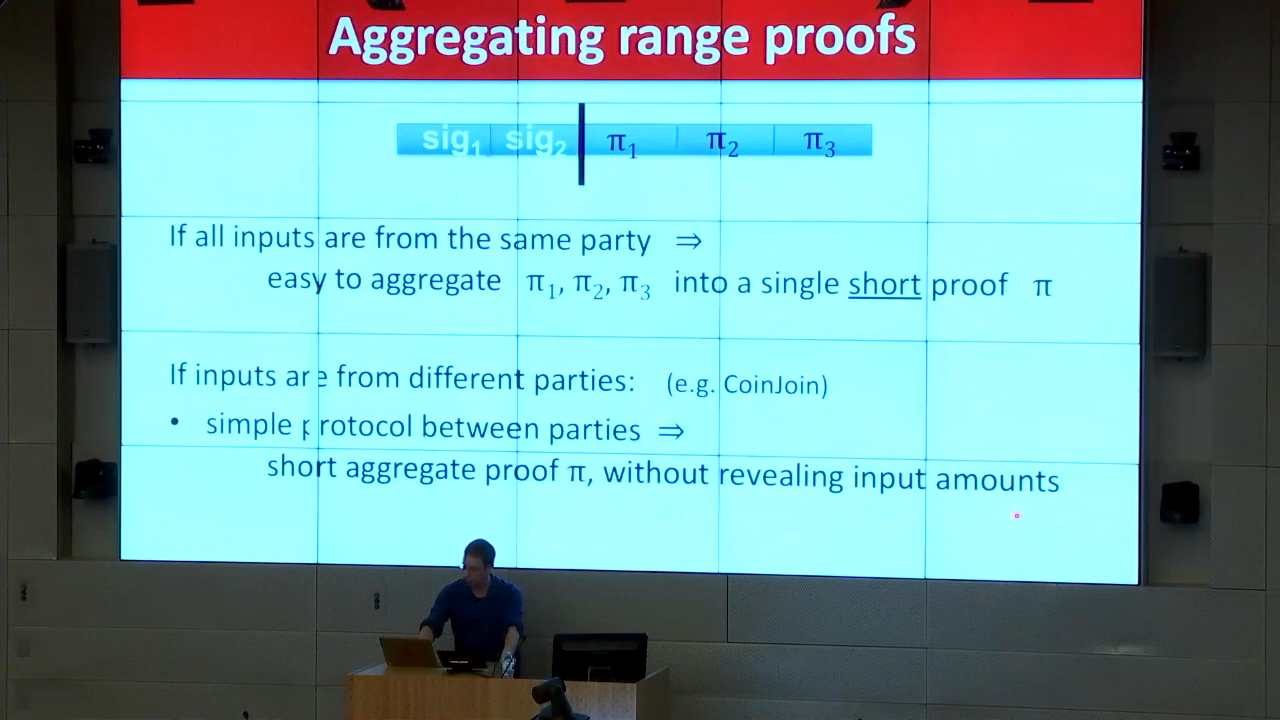 Aggregating range proofs
sig₁ sig₂ π₁ π₂ π₃
If all inputs are from the same party ⇒
easy to aggregate π₁, π₂, π₃ into a single short proof π
If inputs are from different parties: (e.g. CoinJoin)
• simple protocol between parties ⇒
short aggregate proof π, without revealing input amounts